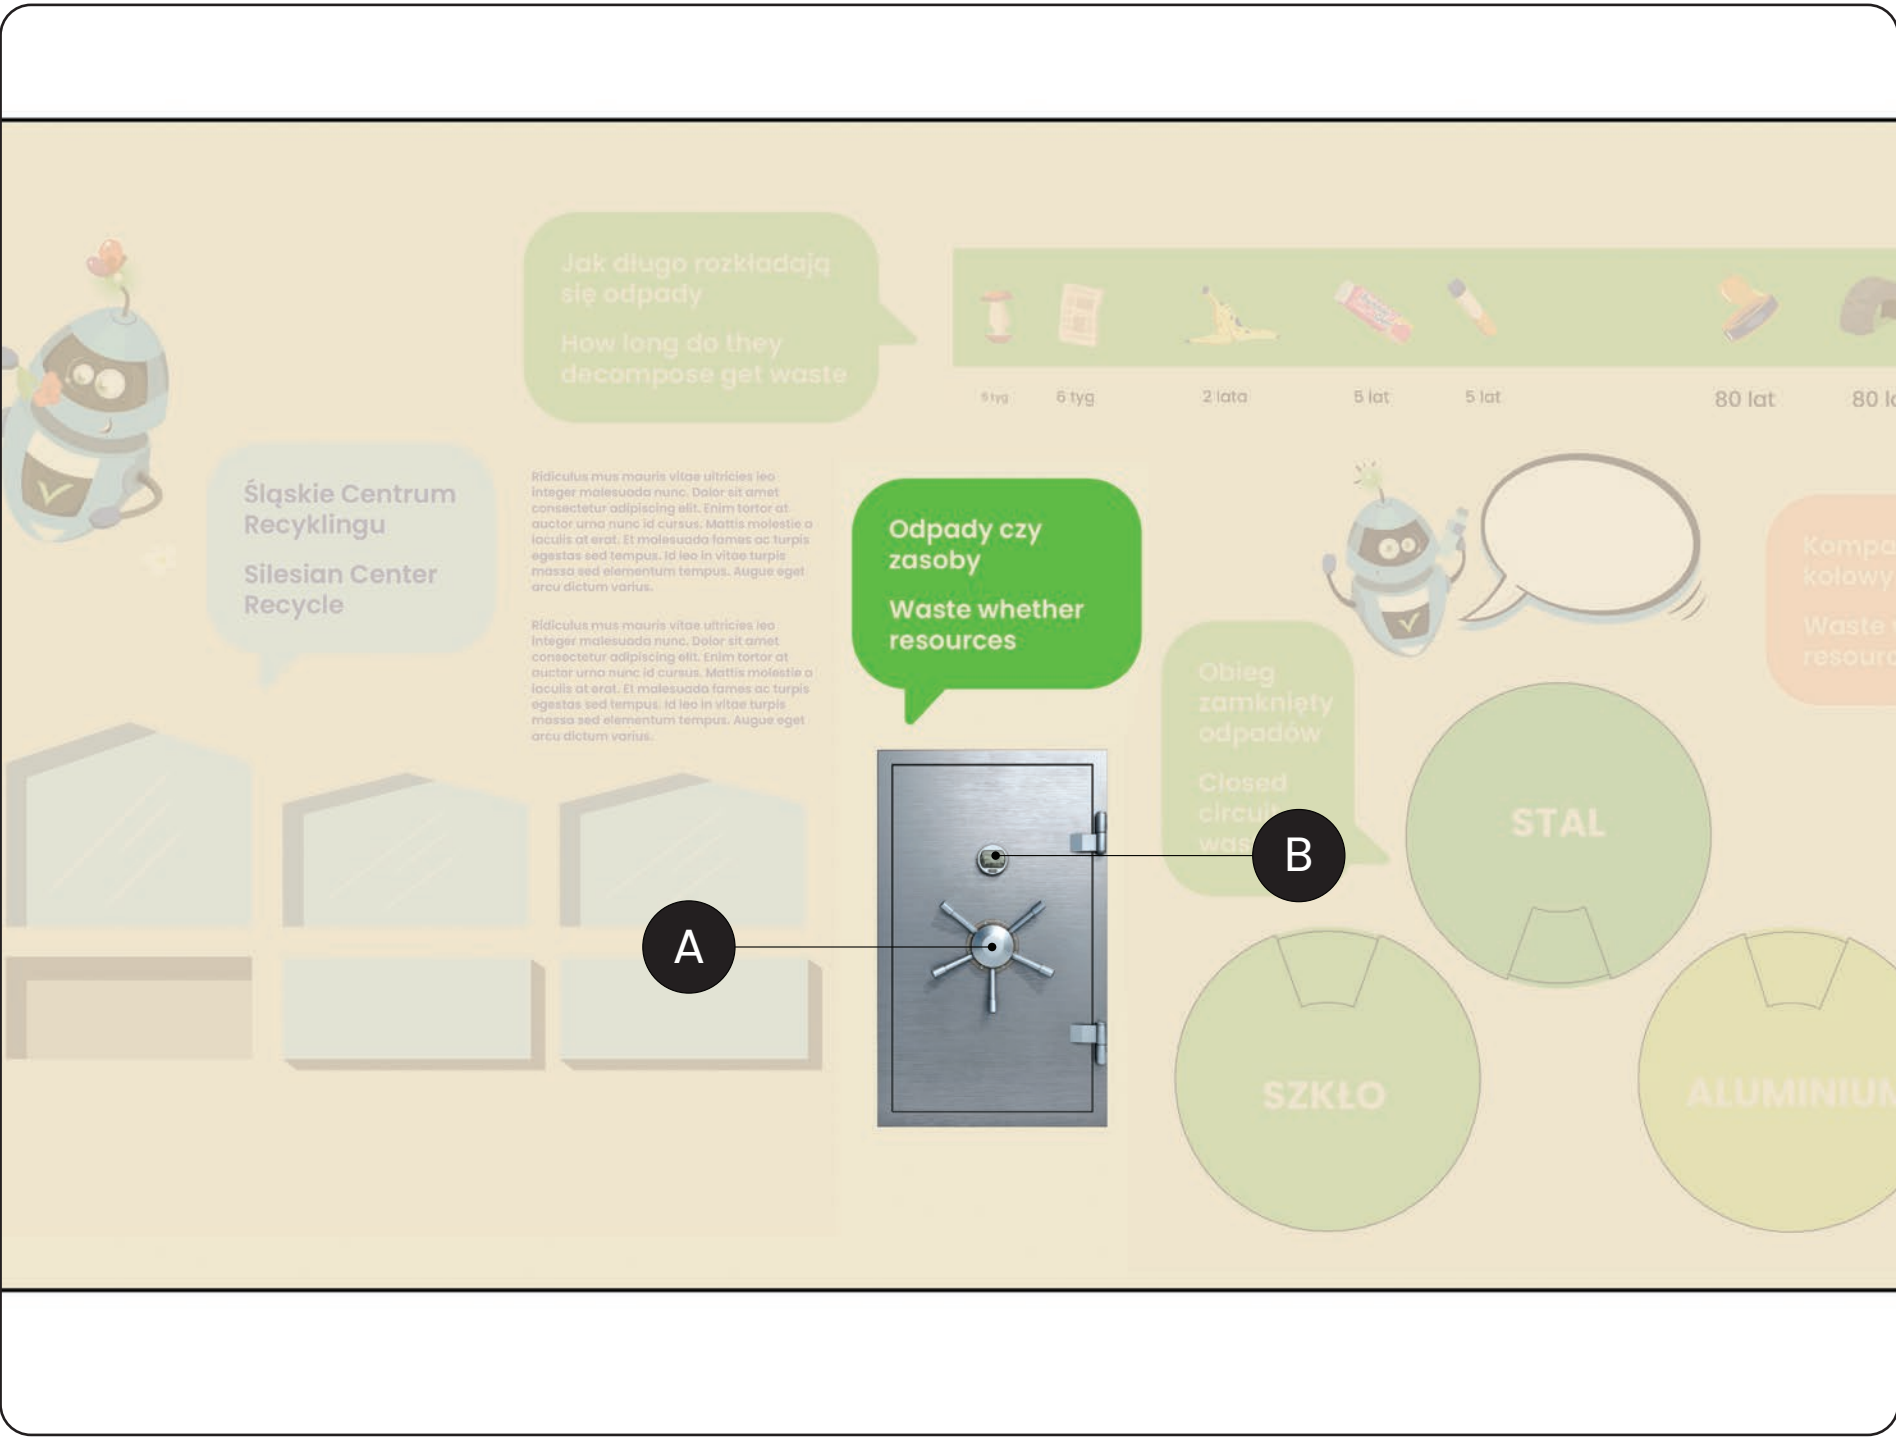 Jak długo rozkładają
się odpady
How long do they
decompose get waste
6 tyg
2 lata
5 lat
5 lat
80 lat
Śląskie Centrum
Recyklingu
Silesian Center
Recycle
Ridiculus mus mauris vitae ultricies leo
integer malesuada nunc. Dolor sit amet
consectetur adipiscing elit. Enim tortor at
auctor urna nunc id cursus. Mattis molestie a
iaculis at erat. Et malesuada fames ac turpis
egestas sed tempus. Id leo in vitae turpis
massa sed elementum tempus. Augue eget
arcu dictum varius.
Ridiculus mus mauris vitae ultricies leo
integer malesuada nunc. Dolor sit amet
consectetur adipiscing elit. Enim tortor at
auctor urna nunc id cursus. Mattis molestie a
iaculis at erat. Et malesuada fames ac turpis
egestas sed tempus. Id leo in vitae turpis
massa sed elementum tempus. Augue eget
arcu dictum varius.
Odpady czy
zasoby
Waste whether
resources
Obieg
zamknięty
odpadów
Closed
circuit
A
B
STAL
SZKŁO
ALUMINIUM
80
Waste